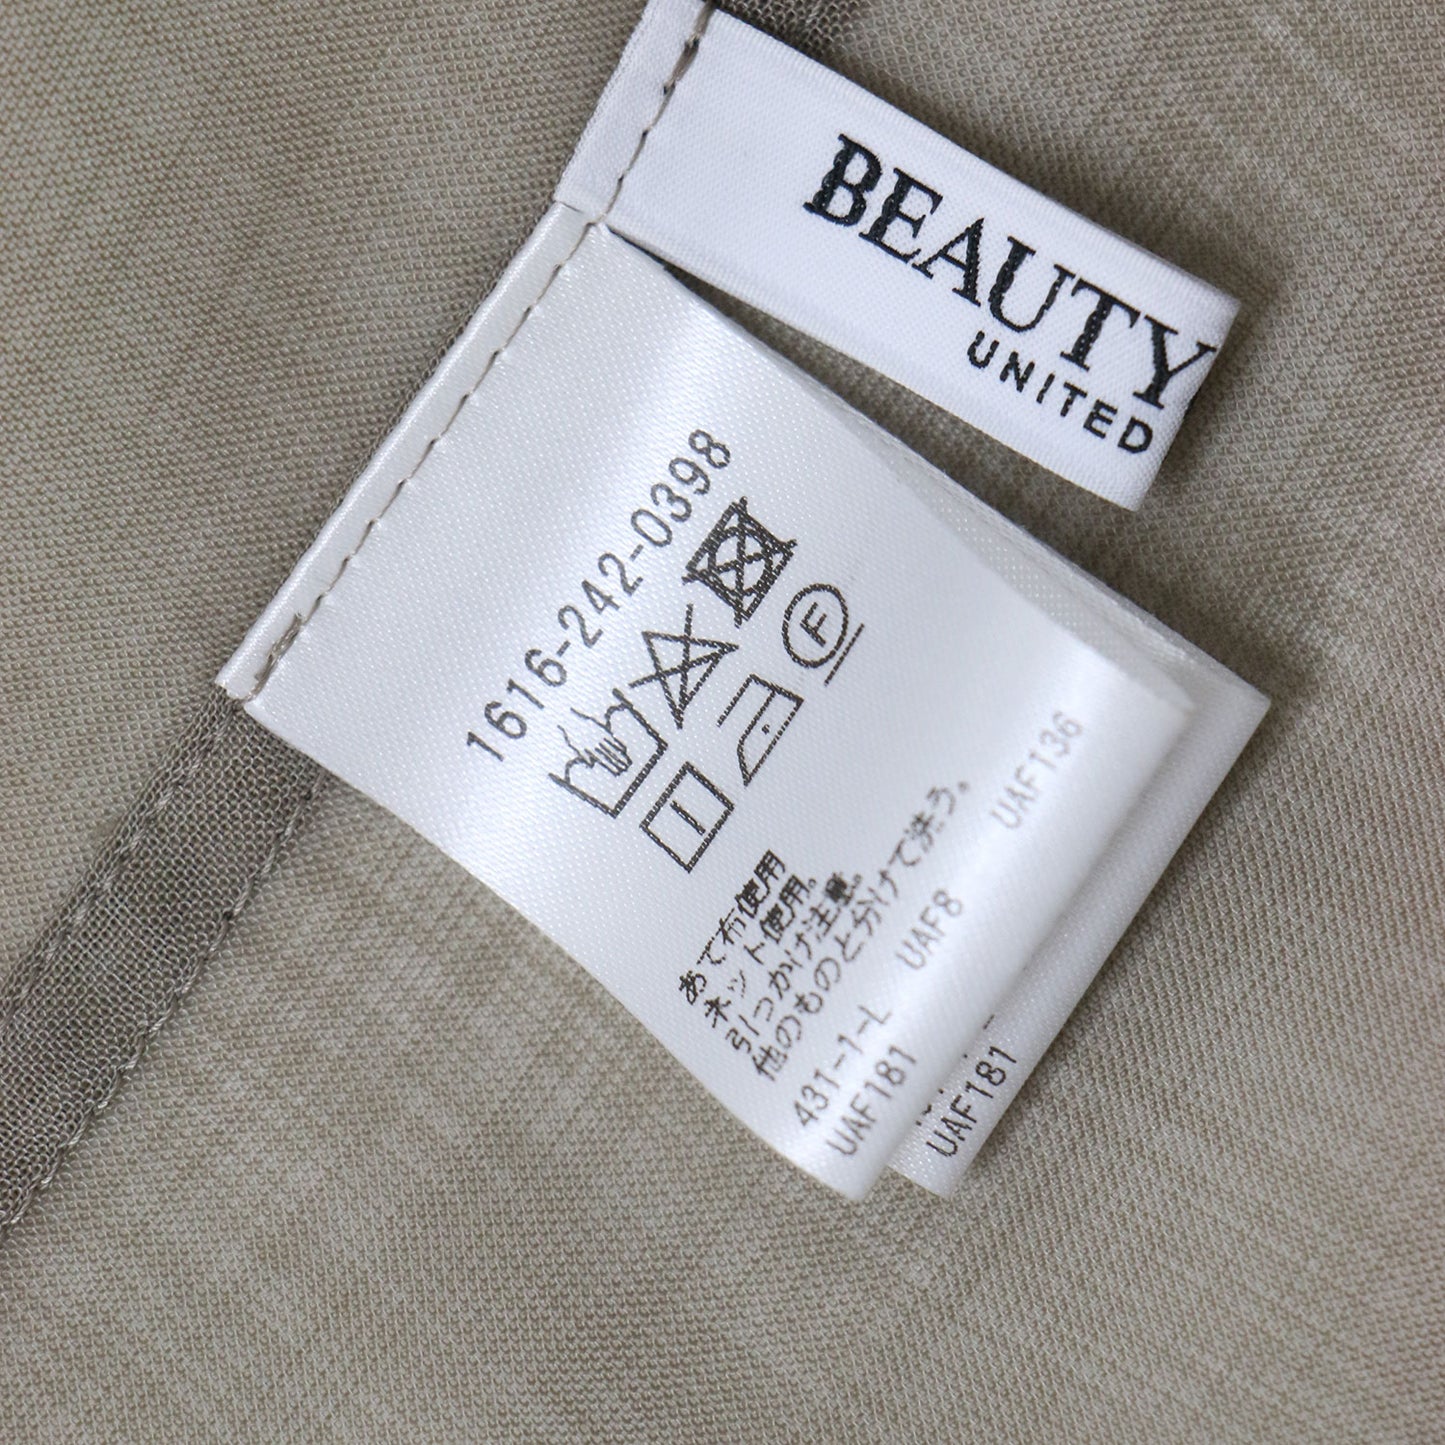 BEAUTY
UNITED
1616-242-0398
F
あて布使用
ネット使用。
引っかけ注意。
他のものと分けて洗う。
431-1-L UAF8 UAF136
UAF181
UAF181